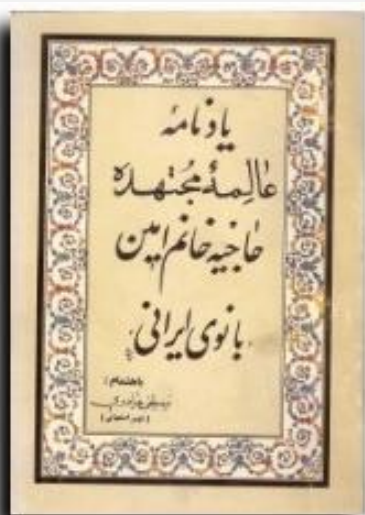 یادنامهٔ
عالمهٔ مجتهده
حاجیه خانم امین
«بانوی ایرانی»
باهتمام: